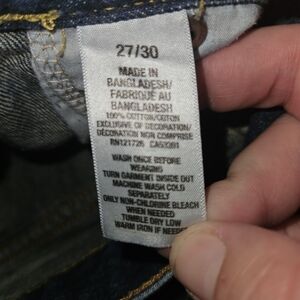 27/30
MADE IN
BANGLADESH/
FABRIQUÉ AU
BANGLADESH
100% COTTON/COTON
EXCLUSIVE OF DECORATION/
DÉCORATION NON COMPRISE
RN121726 CA53391
WASH ONCE BEFORE
WEARING
TURN GARMENT INSIDE OUT
MACHINE WASH COLD
SEPARATELY
ONLY NON-CHLORINE BLEACH
WHEN NEEDED
TUMBLE DRY LOW
WARM IRON IF NEEDED